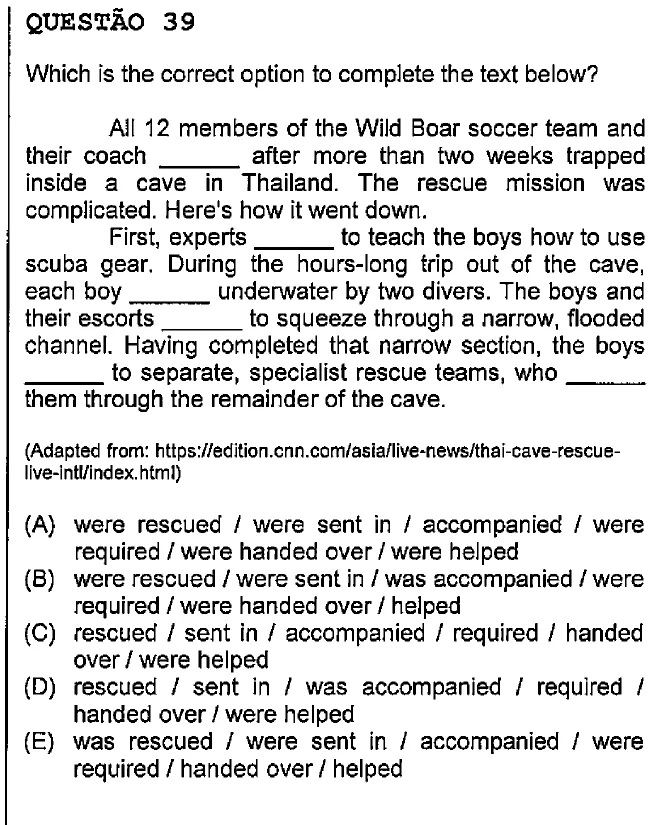 QUESTÃO 39
Which is the correct option to complete the text below?
All 12 members of the Wild Boar soccer team and
their coach ______ after more than two weeks trapped
inside a cave in Thailand. The rescue mission was
complicated. Here's how it went down.
First, experts ______ to teach the boys how to use
scuba gear. During the hours-long trip out of the cave,
each boy ______ underwater by two divers. The boys and
their escorts ______ to squeeze through a narrow, flooded
channel. Having completed that narrow section, the boys
______ to separate, specialist rescue teams, who ______
them through the remainder of the cave.
(Adapted from: https://edition.cnn.com/asia/live-news/thai-cave-rescue-
live-intl/index.html)
(A) were rescued / were sent in / accompanied / were
required / were handed over / were helped
(B) were rescued / were sent in / was accompanied / were
required / were handed over / helped
(C) rescued / sent in / accompanied / required / handed
over / were helped
(D) rescued / sent in / was accompanied / required /
handed over / were helped
(E) was rescued / were sent in / accompanied / were
required / handed over / helped